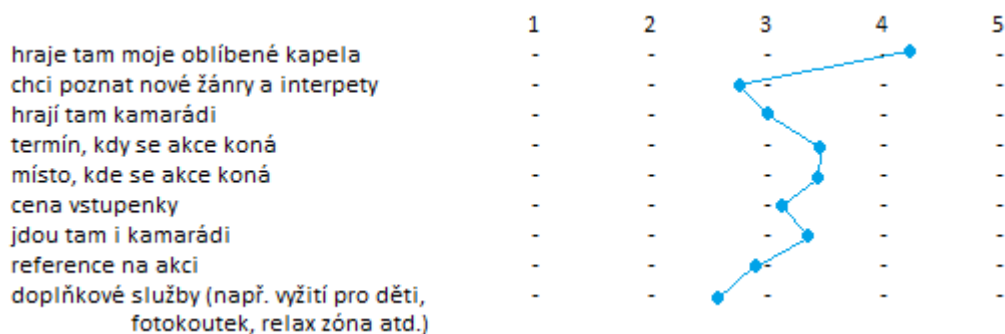 1 2 3 4 5
hraje tam moje oblíbené kapela - - - - -
chci poznat nové žánry a interpety - - - - -
hrají tam kamarádi - - - - -
termín, kdy se akce koná - - - - -
místo, kde se akce koná - - - - -
cena vstupenky - - - - -
jdou tam i kamarádi - - - - -
reference na akci - - - - -
doplňkové služby (např. vyžití pro děti, - - - - -
fotokoutek, relax zóna atd.)